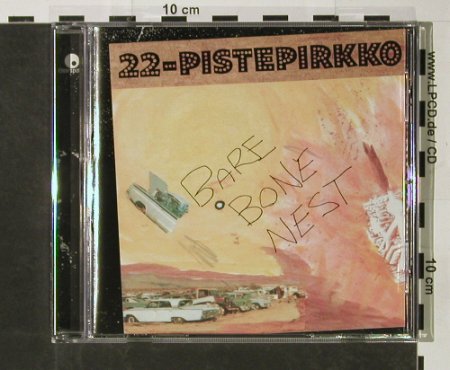 10 cm
22-PISTEPIRKKO
BARE
BONE
NEST
www.LPCD.de / CD
10 cm